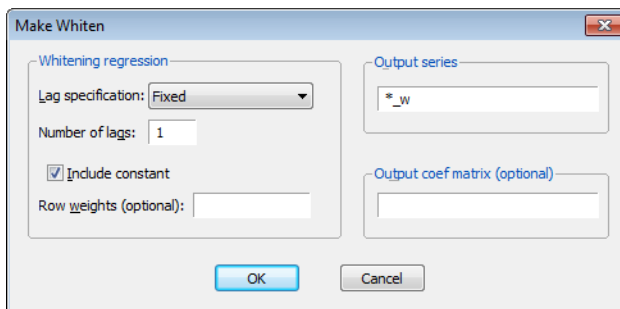 Make Whiten
Whitening regression
Lag specification: Fixed
Number of lags: 1
Include constant
Row weights (optional):
Output series
*_w
Output coef matrix (optional)
OK
Cancel